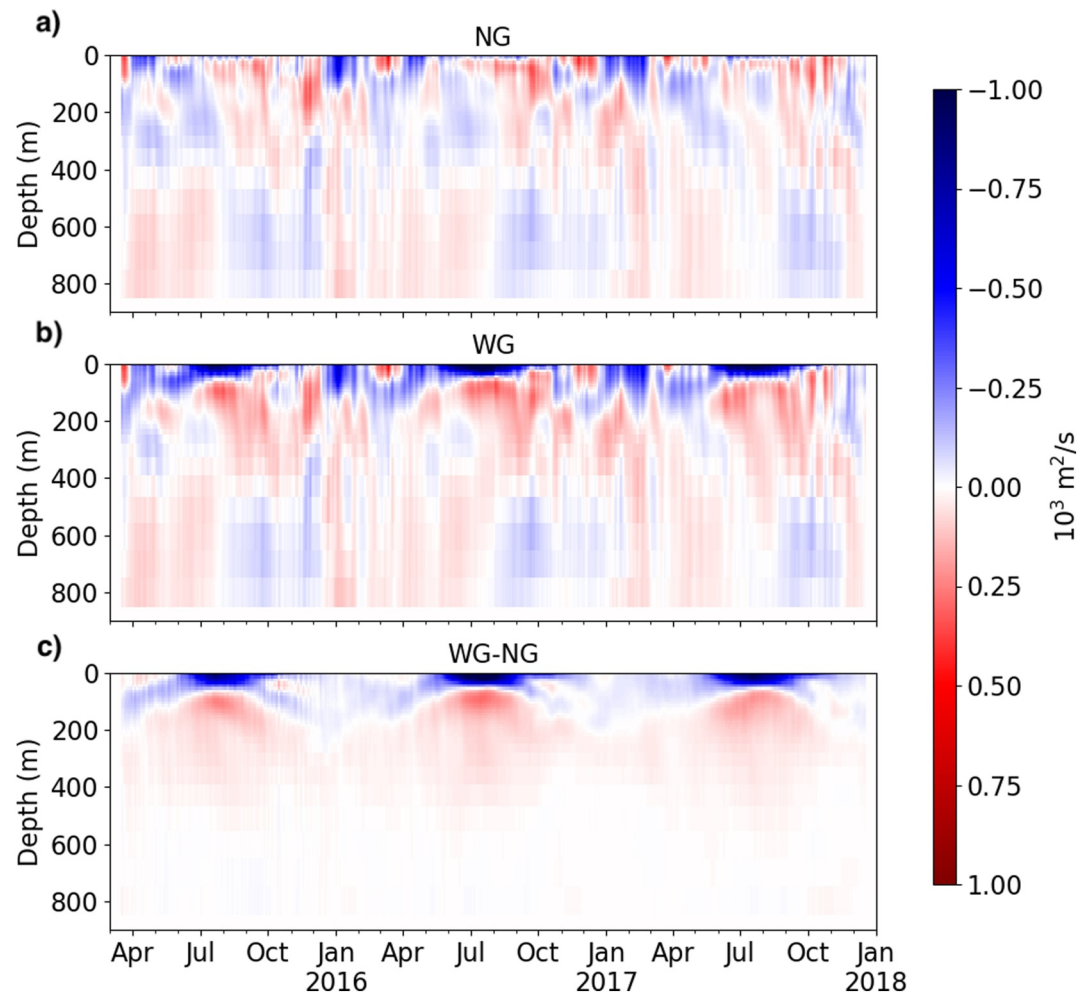 a)
NG
0
200
400
600
800
Depth (m)
b)
WG
0
200
400
600
800
Depth (m)
c)
WG-NG
0
200
400
600
800
Depth (m)
Apr Jul Oct Jan Apr Jul Oct Jan Apr Jul Oct Jan
2016 2017 2018
−1.00
−0.75
−0.50
−0.25
0.00
0.25
0.50
0.75
1.00
10³ m²/s